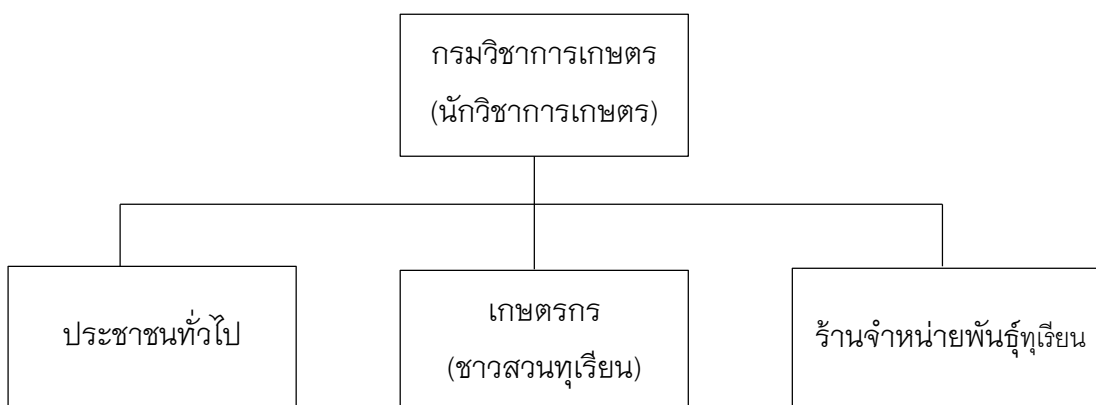 กรมวิชาการเกษตร
(นักวิชาการเกษตร)
ประชาชนทั่วไป
เกษตรกร
(ชาวสวนทุเรียน)
ร้านจำหน่ายพันธุ์ทุเรียน